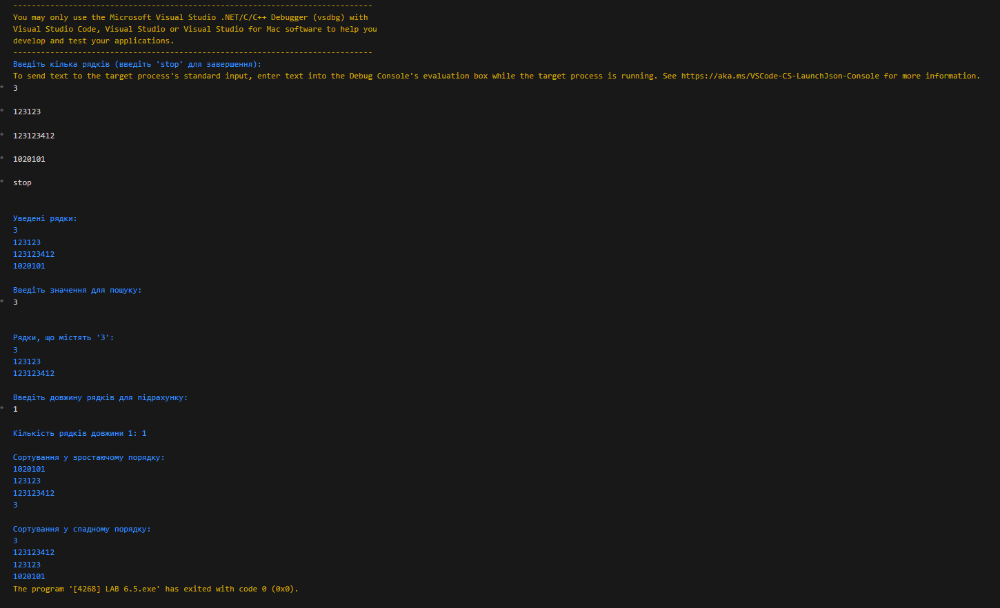 ------------------------------------------------------------------------------
You may only use the Microsoft Visual Studio .NET/C/C++ Debugger (vsdbg) with
Visual Studio Code, Visual Studio or Visual Studio for Mac software to help you
develop and test your applications.
------------------------------------------------------------------------------
Введіть кілька рядків (введіть 'stop' для завершення):
To send text to the target process's standard input, enter text into the Debug Console's evaluation box while the target process is running. See https://aka.ms/VSCode-CS-LaunchJson-Console for more information.
3
123123
123123412
1020101
stop
Уведені рядки:
3
123123
123123412
1020101
Введіть значення для пошуку:
3
Рядки, що містять '3':
3
123123
123123412
Введіть довжину рядків для підрахунку:
1
Кількість рядків довжини 1: 1
Сортування у зростаючому порядку:
1020101
123123
123123412
3
Сортування у спадному порядку:
3
123123412
123123
1020101
The program '[4268] LAB 6.5.exe' has exited with code 0 (0x0).